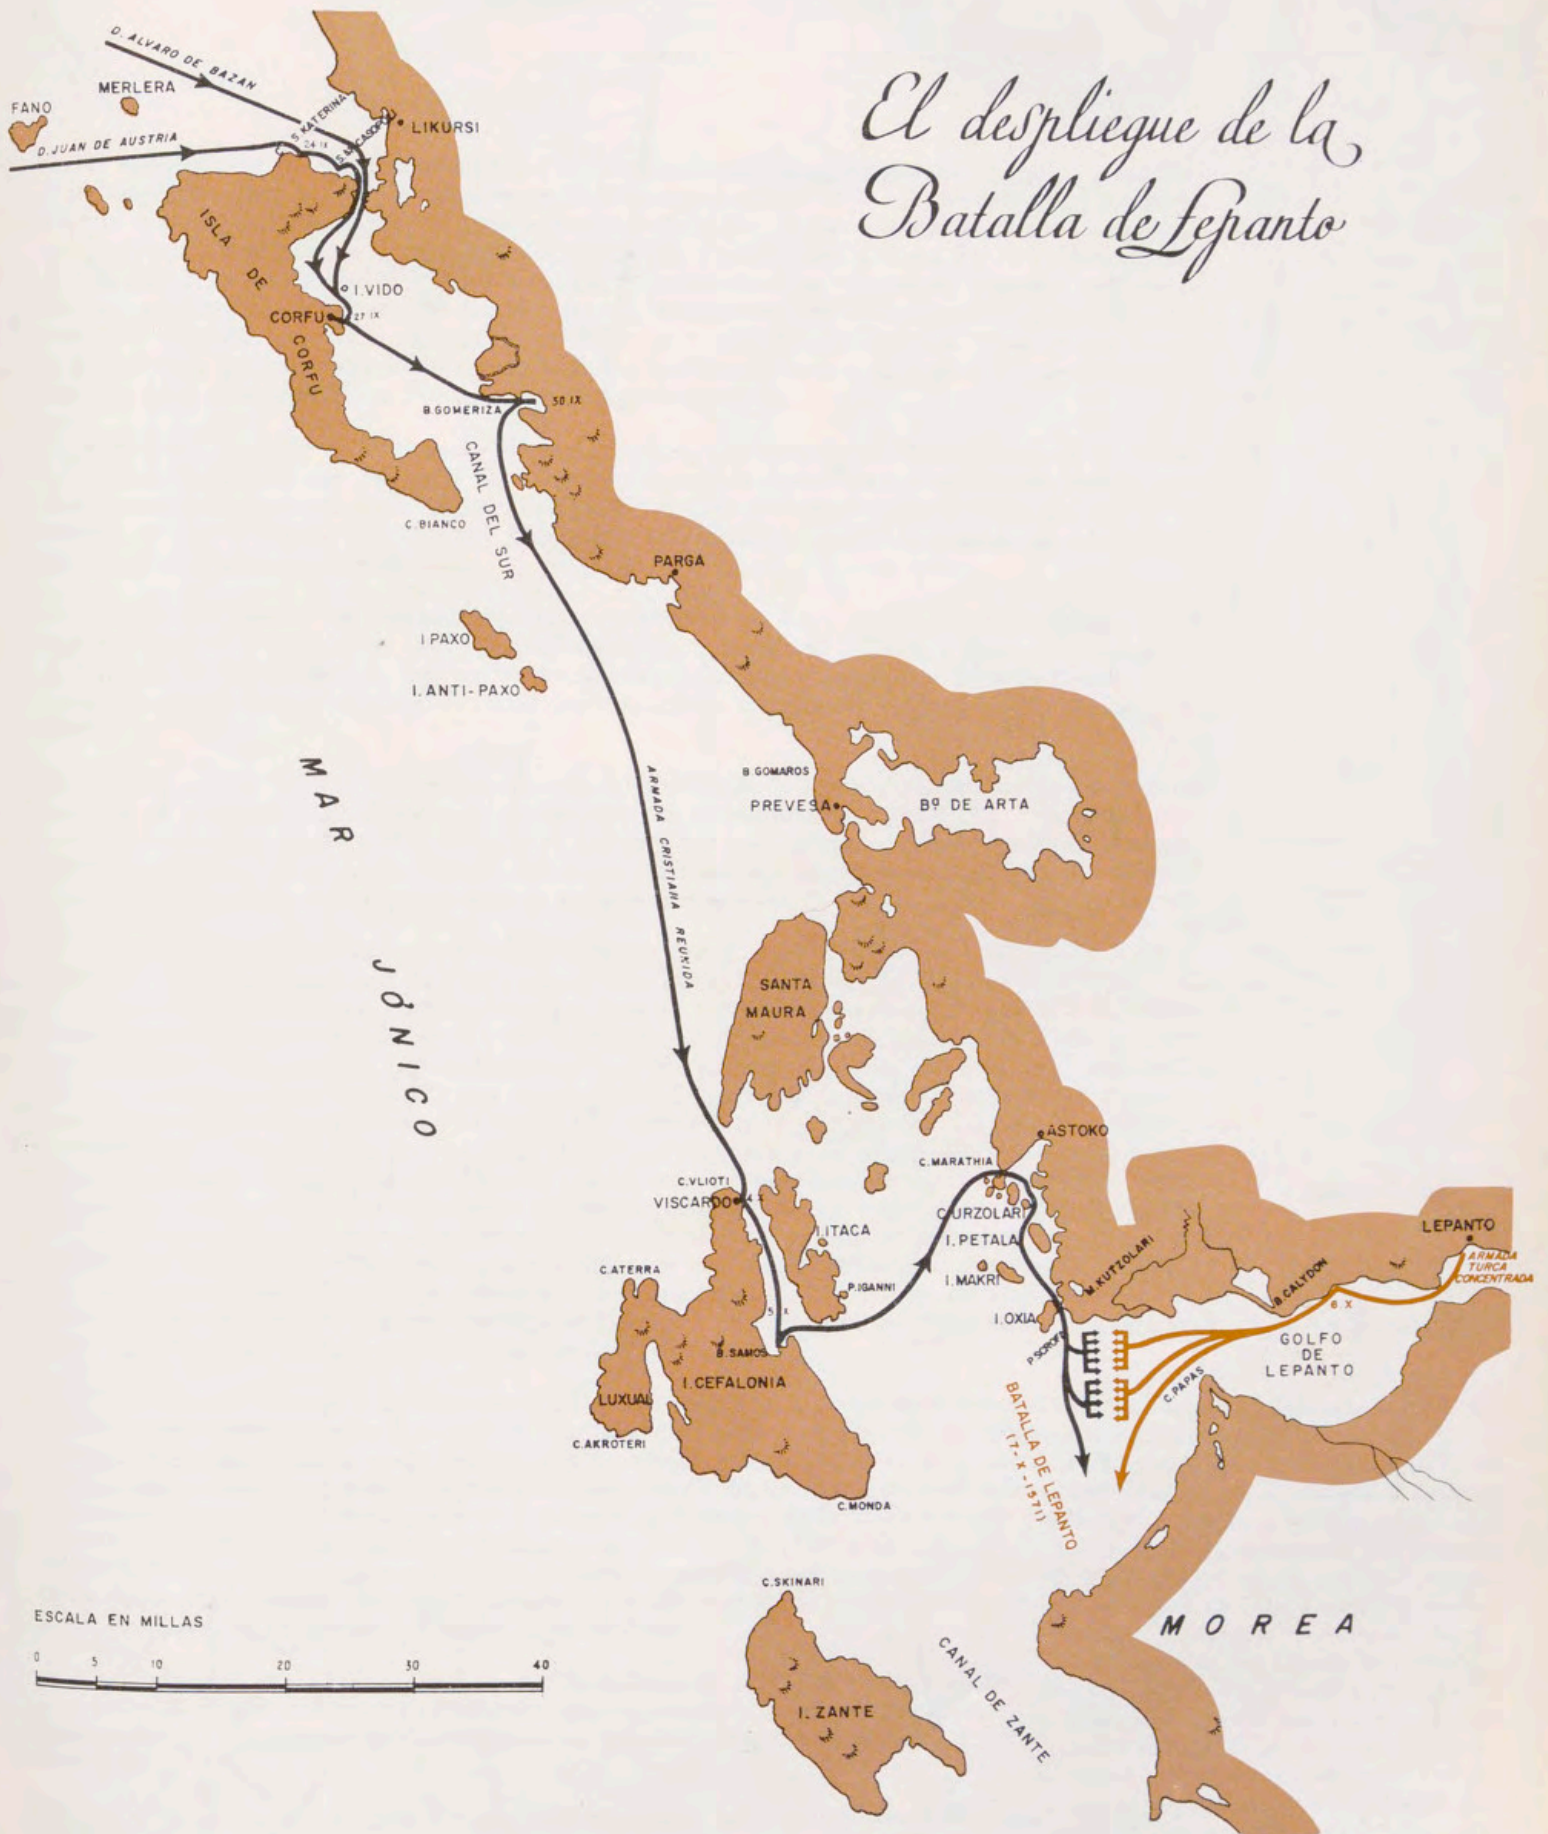 El despliegue de la
Batalla de Lepanto
D. ALVARO DE BAZAN
MERLERA
FANO
D. JUAN DE AUSTRIA
S. KATERINA
24 IX
LIKURSI
ISLA
DE
CORFU
I. VIDO
CORFU
27 IX
B. GOMERIZA
30 IX
CANAL DEL SUR
C. BIANCO
PARGA
I PAXO
I. ANTI-PAXO
MAR
JÓNICO
ARMADA CRISTIANA REUNIDA
B. GOMAROS
PREVESA
Bº DE ARTA
SANTA
MAURA
ASTOKO
C. MARATHIA
C. VLIOTI
VISCARDO
4 X
C. URZOLARI
I. ITACA
I. PETALA
M. KUTZOLARI
LEPANTO
ARMADA
TURCA
CONCENTRADA
C. ATERRA
P. IGANNI
I. MAKRI
B. CALYDON
6. X
5. X
I. OXIA
GOLFO
DE
LEPANTO
B. SAMOS
I. CEFALONIA
C. PAPAS
LUXUAL
C. AKROTERI
BATALLA DE LEPANTO
(7-X-1571)
C. MONDA
C. SKINARI
ESCALA EN MILLAS
0 5 10 20 30 40
MOREA
CANAL DE ZANTE
I. ZANTE